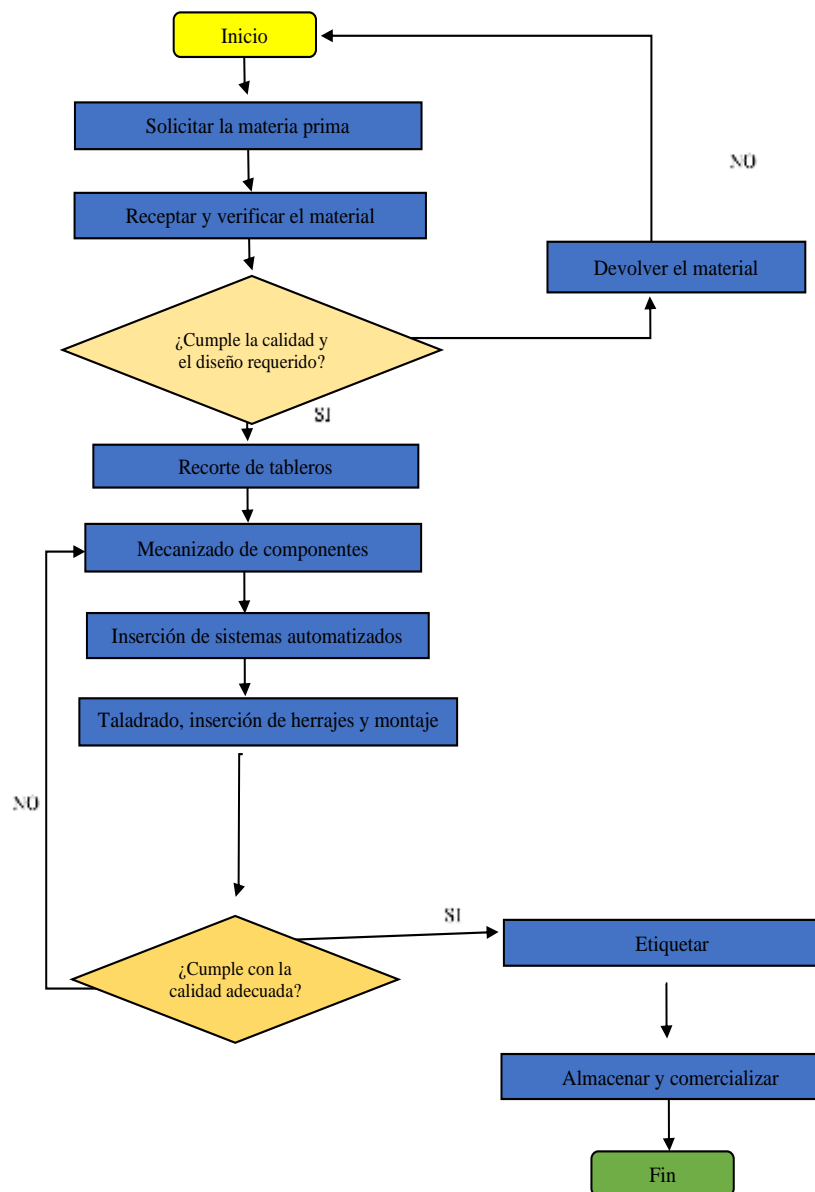 Inicio
Solicitar la materia prima
NO
Receptar y verificar el material
Devolver el material
¿Cumple la calidad y
el diseño requerido?
SI
Recorte de tableros
Mecanizado de componentes
Inserción de sistemas automatizados
Taladrado, inserción de herrajes y montaje
NO
SI
¿Cumple con la
calidad adecuada?
Etiquetar
Almacenar y comercializar
Fin